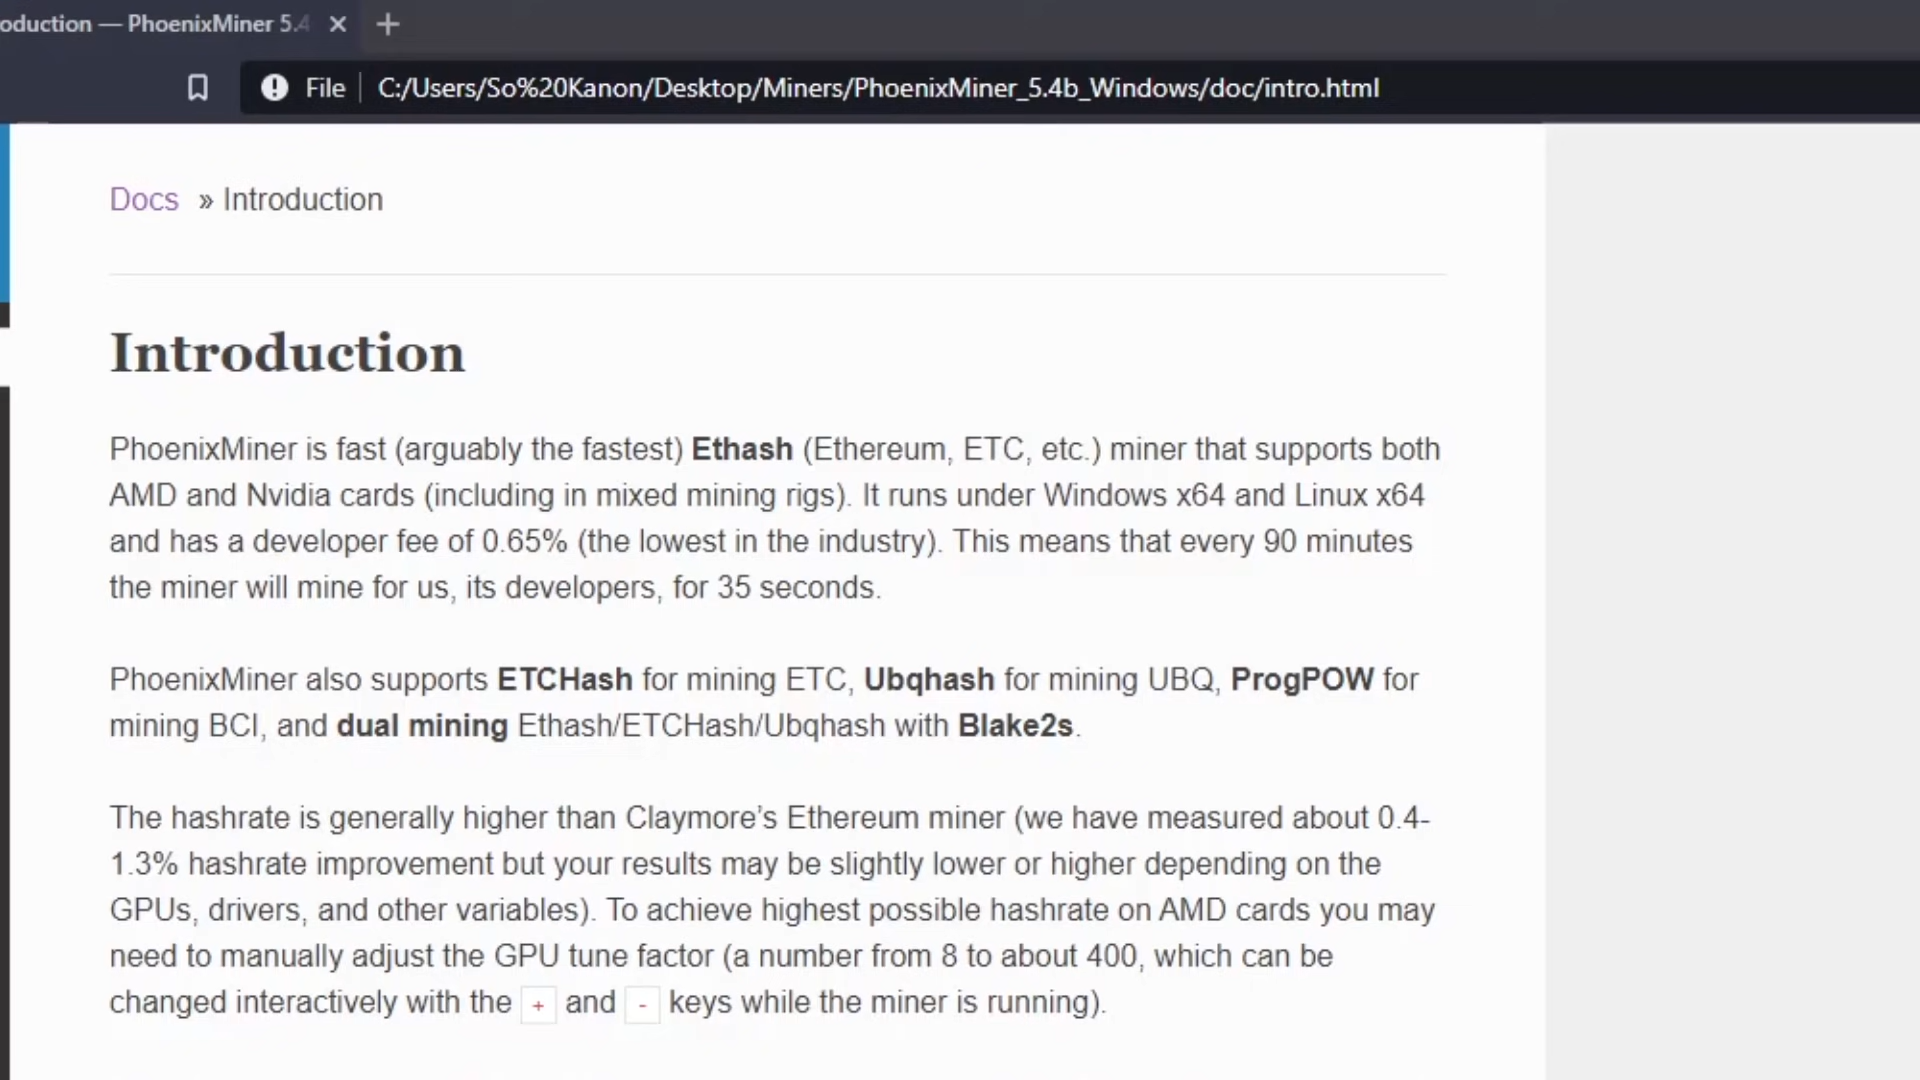 oduction — PhoenixMiner 5.4
File C:/Users/So%20Kanon/Desktop/Miners/PhoenixMiner_5.4b_Windows/doc/intro.html
Docs » Introduction
Introduction
PhoenixMiner is fast (arguably the fastest) Ethash (Ethereum, ETC, etc.) miner that supports both
AMD and Nvidia cards (including in mixed mining rigs). It runs under Windows x64 and Linux x64
and has a developer fee of 0.65% (the lowest in the industry). This means that every 90 minutes
the miner will mine for us, its developers, for 35 seconds.
PhoenixMiner also supports ETCHash for mining ETC, Ubqhash for mining UBQ, ProgPOW for
mining BCI, and dual mining Ethash/ETCHash/Ubqhash with Blake2s.
The hashrate is generally higher than Claymore’s Ethereum miner (we have measured about 0.4-
1.3% hashrate improvement but your results may be slightly lower or higher depending on the
GPUs, drivers, and other variables). To achieve highest possible hashrate on AMD cards you may
need to manually adjust the GPU tune factor (a number from 8 to about 400, which can be
changed interactively with the + and - keys while the miner is running).